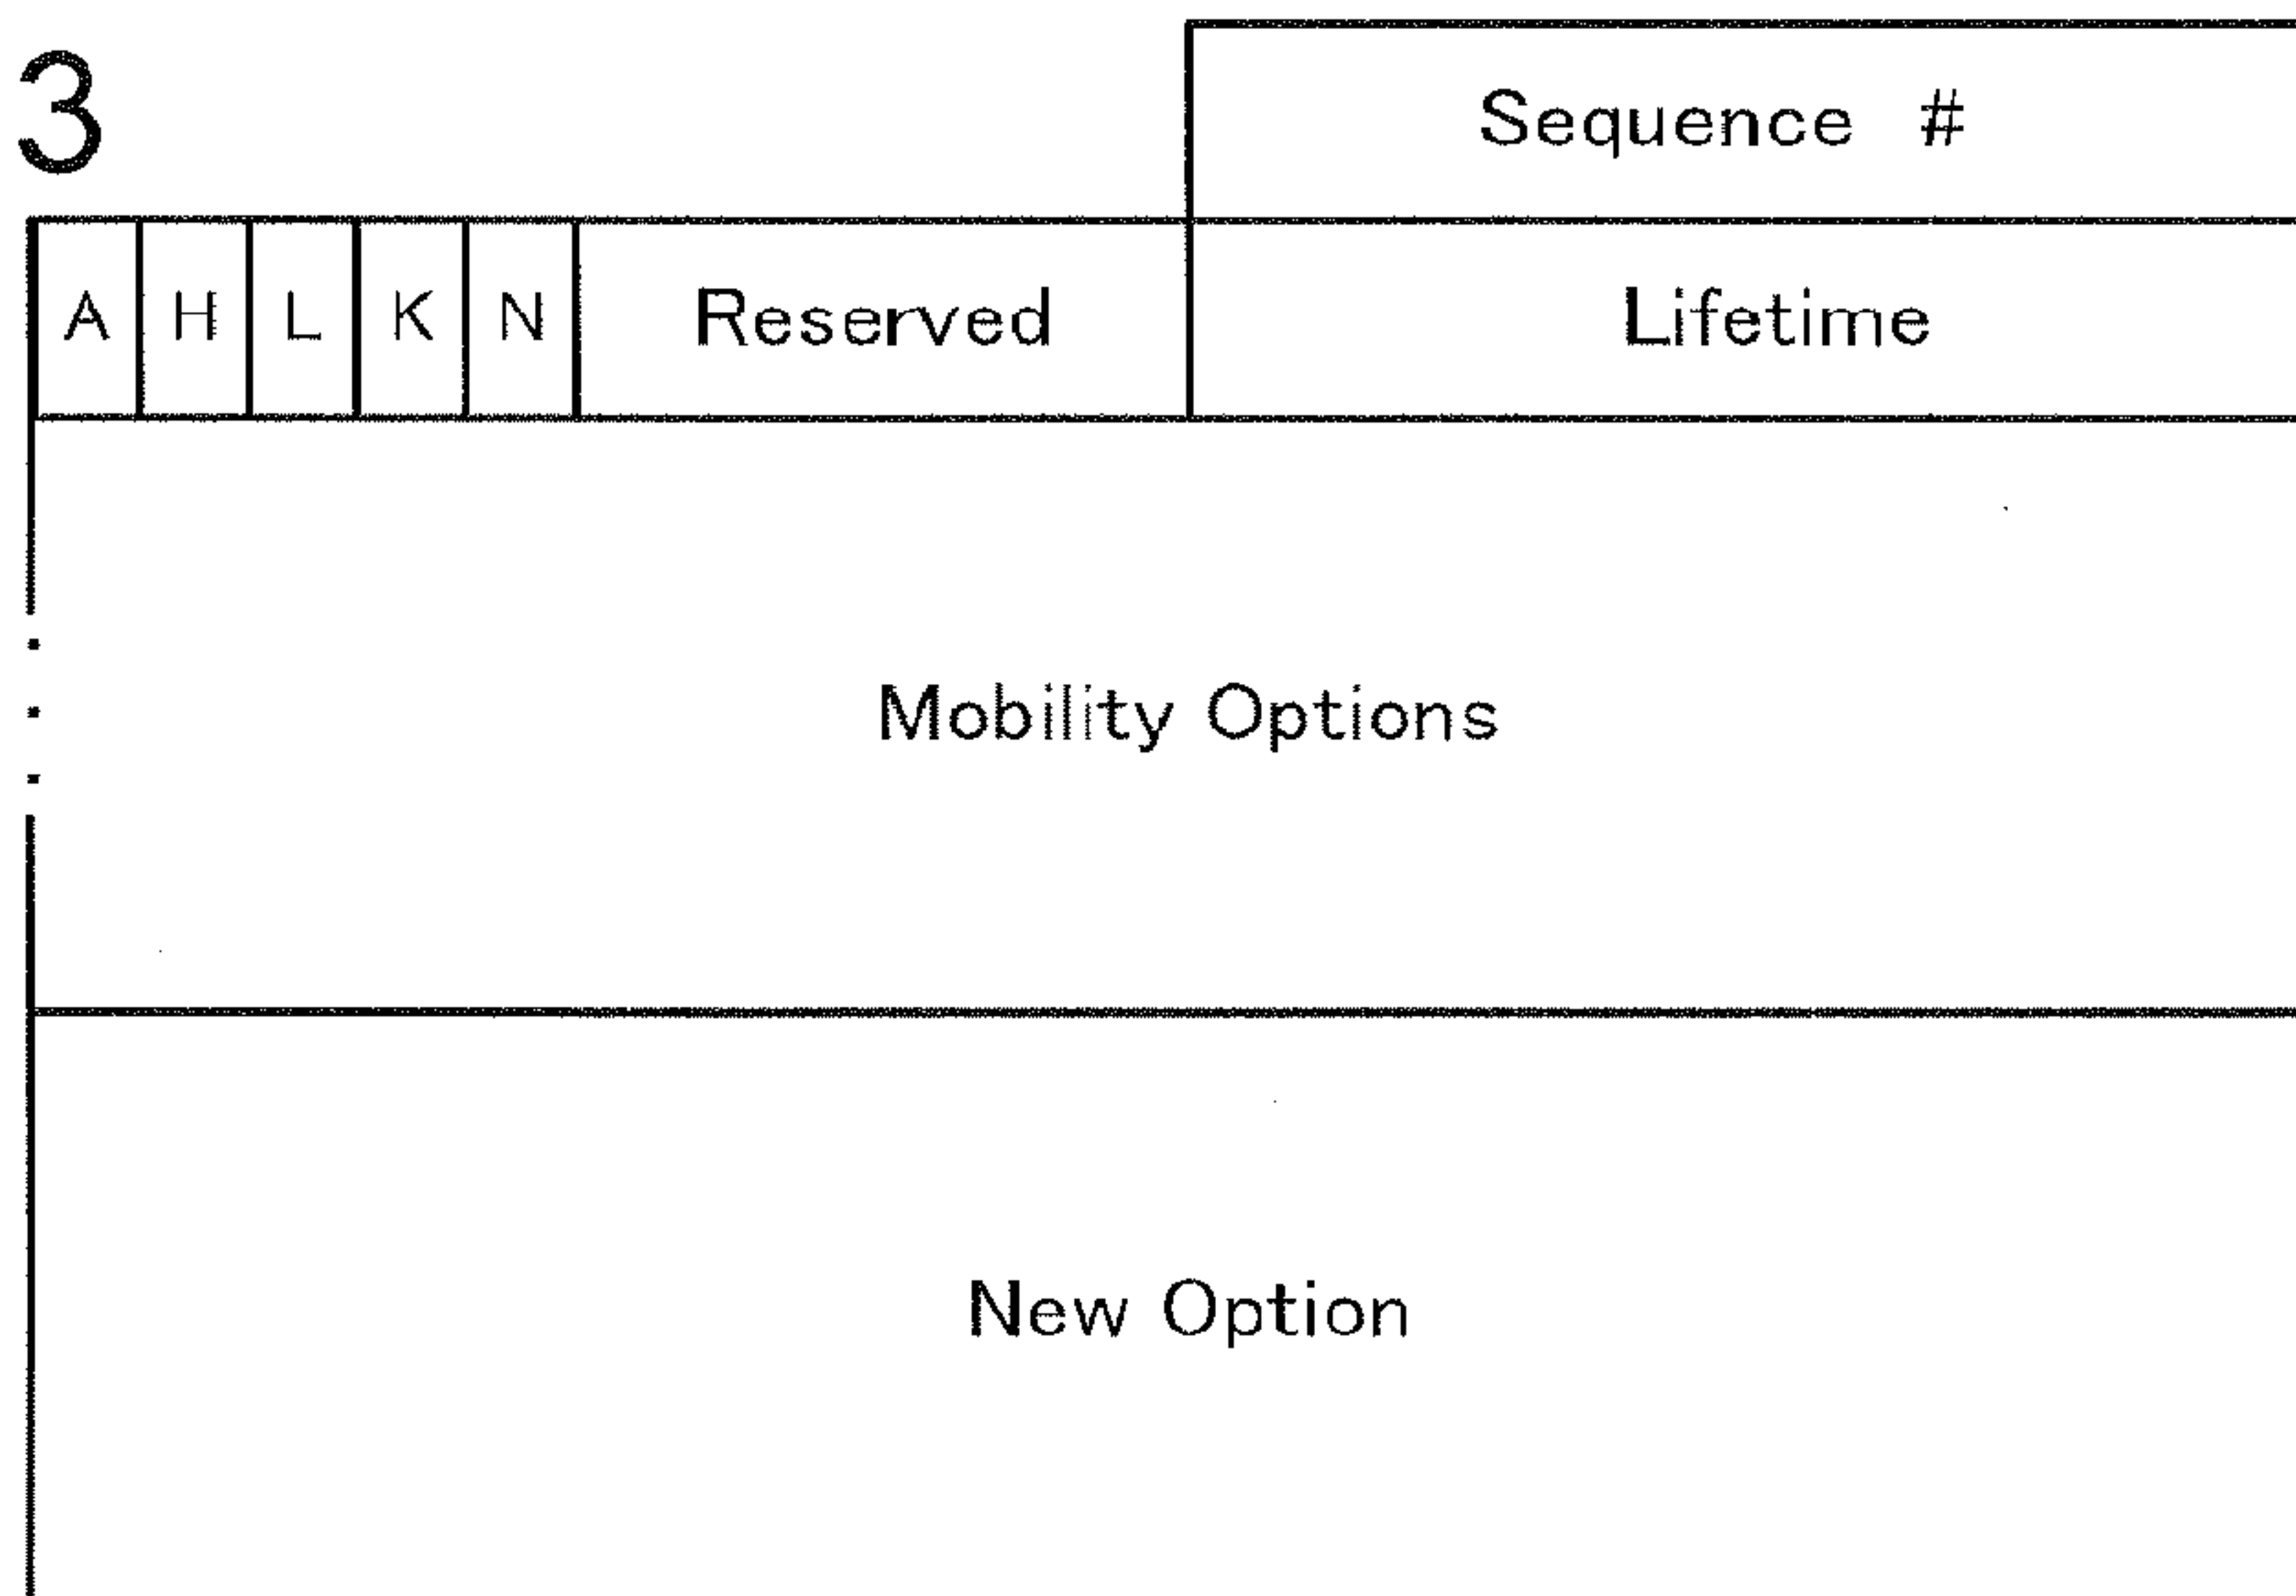 3
Sequence #
A H L K N Reserved Lifetime
Mobility Options
New Option